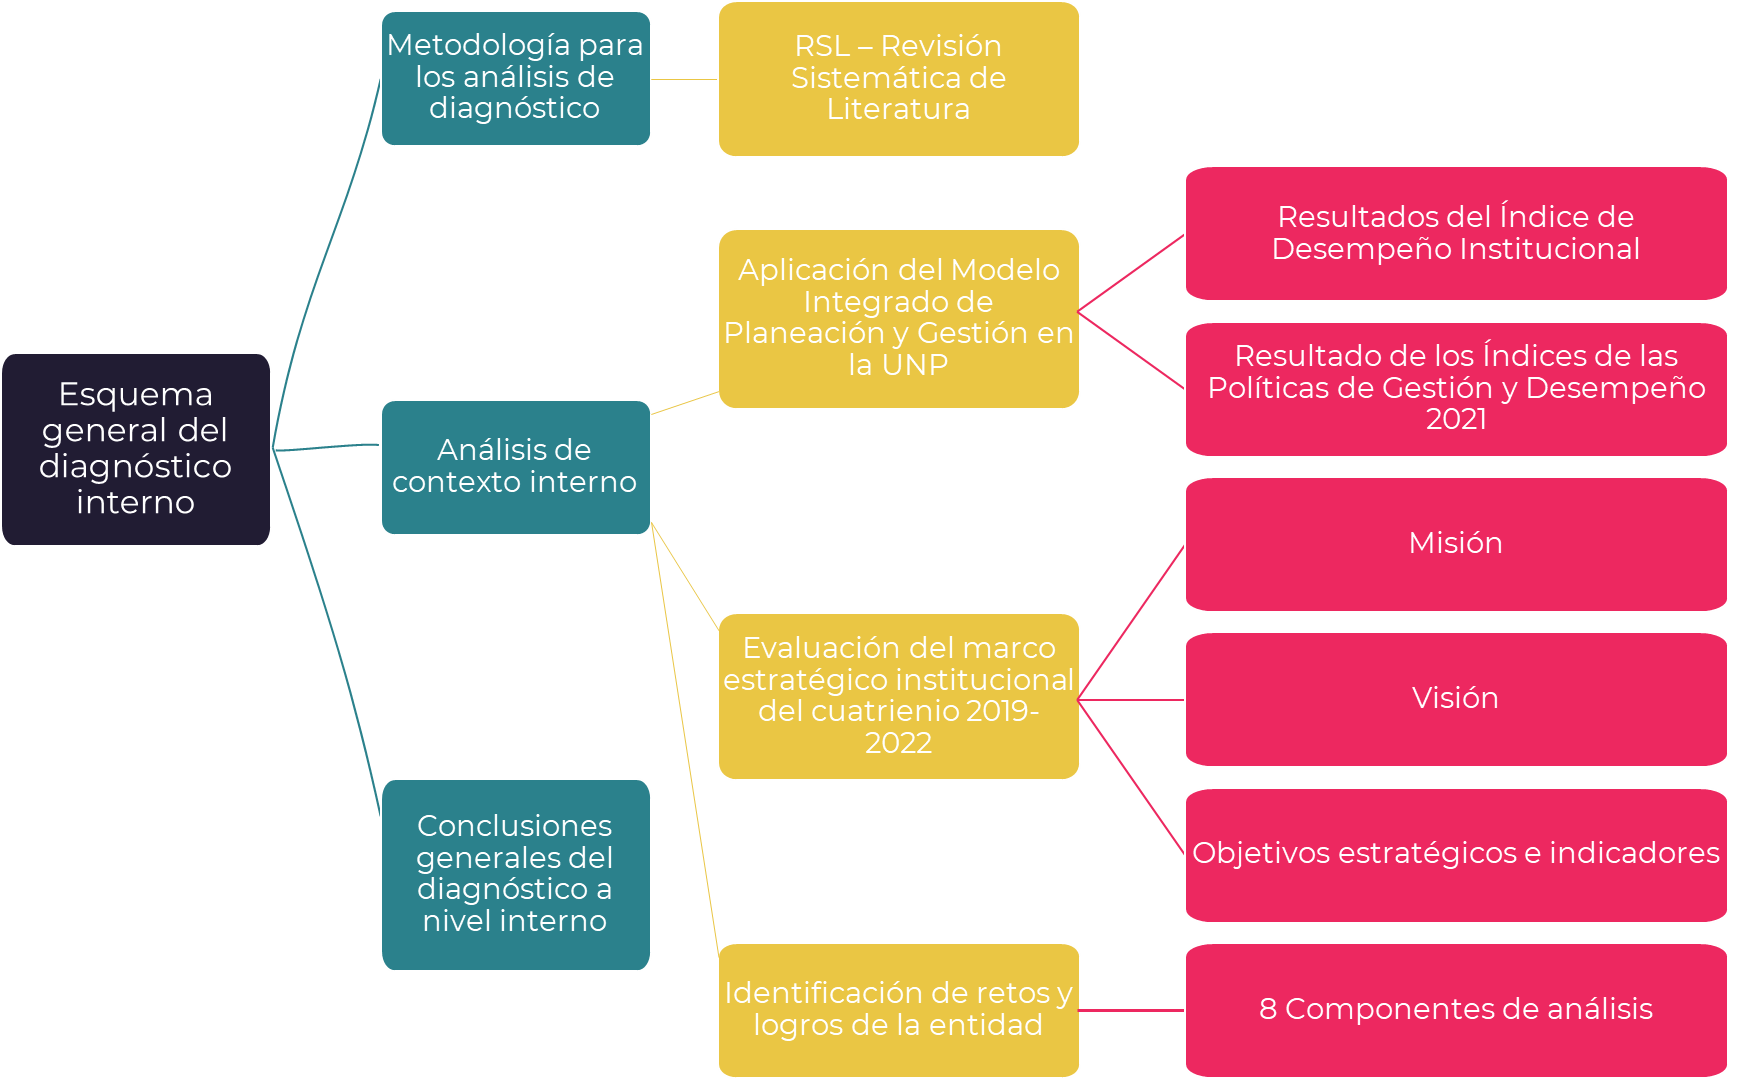 Esquema
general del
diagnóstico
interno
Metodología para
los análisis de
diagnóstico
RSL – Revisión
Sistemática de
Literatura
Análisis de
contexto interno
Aplicación del Modelo
Integrado de
Planeación y Gestión en
la UNP
Resultados del Índice de
Desempeño Institucional
Resultado de los Índices de las
Políticas de Gestión y Desempeño
2021
Evaluación del marco
estratégico institucional
del cuatrienio 2019-
2022
Misión
Visión
Objetivos estratégicos e indicadores
Identificación de retos y
logros de la entidad
8 Componentes de análisis
Conclusiones
generales del
diagnóstico a
nivel interno